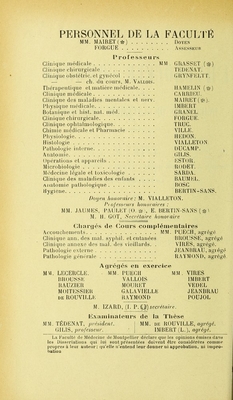 PERSONNEL DE LA FACULTÉ
MM. MAIRET (✻) . . . . . . . . DOYEN
FORGUE . . . . . . . . . . ASSESSEUR
Professeurs
Clinique médicale . . . . . MM. GRASSET (✻)
Clinique chirurgicale . . . . . TEDENAT.
Clinique obstétric. et gynécol . . . . . GRYNFELTT
— — ch. du cours, M. VALLOIS.
Thérapeutique et matière médicale. . . . HAMELIN (✻)
Clinique médicale . . . . . CARRIEU.
Clinique des maladies mentales et nerv. MAIRET (✻).
Physique médicale. . . . . IMBERT
Botanique et hist. nat. méd. . . . . GRANEL.
Clinique chirurgicale. . . . . FORGUE.
Clinique ophtalmologique. . . . . TRUC.
Chimie médicale et Pharmacie . . . . VILLE.
Physiologie. . . . . HEDON.
Histologie . . . . . VIALLETON
Pathologie interne. . . . . DUCAMP.
Anatomie. . . . . GILIS.
Opérations et appareils . . . . . ESTOR.
Microbiologie . . . . . RODET.
Médecine légale et toxicologie . . . . SARDA.
Clinique des maladies des enfants . . . BAUMEL.
Anatomie pathologique . . . . . BOSC
Hygiène. . . . . BERTIN-SANS.
Doyen honoraire : M. VIALLETON.
Professeurs honoraires :
MM. JAUMES, PAULET (O. ✻), E. BERTIN-SANS (✻)
M. H. GOT, Secrétaire honoraire
Chargés de Cours complémentaires
Accouchements. . . . . MM. PUECH, agrégé
Clinique ann. des mal. syphil. et cutanées BROUSSE, agrégé
Clinique annexe des mal. des vieillards. . VIRES, agrégé.
Pathologie externe . . . . . JEANBRAU, agrégé
Pathologie générale . . . . . RAYMOND, agrégé
Agrégés en exercice
MM. LECERCLE. MM. PUECH MM. VIRES
BROUSSE VALLOIS IMBERT
RAUZIER MOURET VEDEL
MOITESSIER GALAVIELLE JEANBRAU
DE ROUVILLE RAYMOND POUJOL
M. IZARD, secrétaire.
Examinateurs de la Thèse
MM. TÉDENAT, président. MM. DE ROUVILLE, agrégé.
GILIS, professeur. IMBERT (L.), agrégé.
La Faculté de Médecine de Montpellier déclare que les opinions émises dans
les Dissertations qui lui sont présentées doivent être considérées comme
propres à leur auteur ; qu'elle n'entend leur donner ni approbation, ni improbation